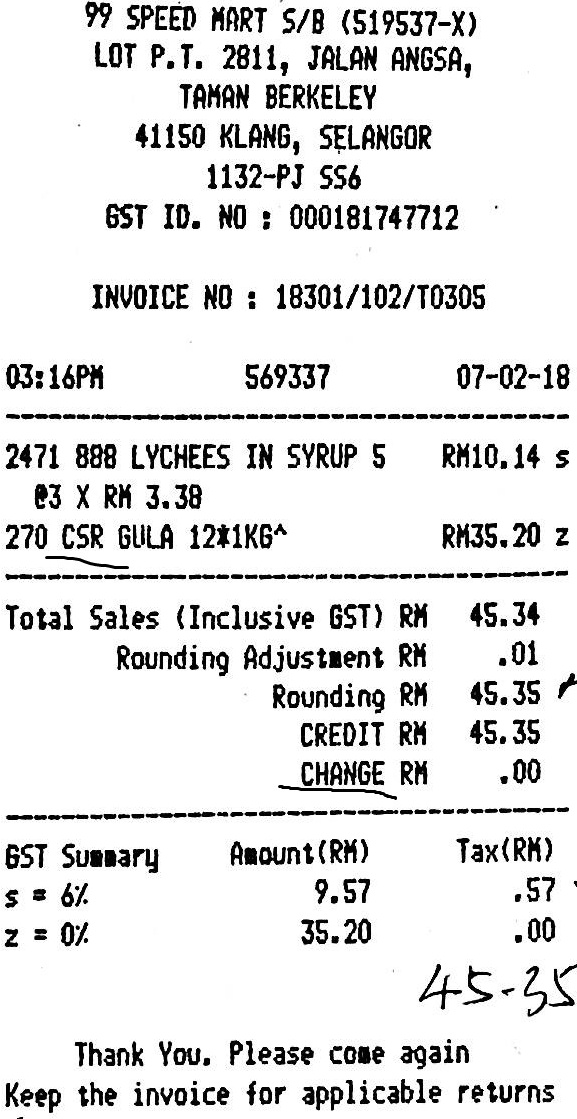 99 SPEED MART S/B (519537-X)
LOT P.T. 2811, JALAN ANGSA,
TAMAN BERKELEY
41150 KLANG, SELANGOR
1132-PJ SS6
GST ID. NO : 000181747712
INVOICE NO : 18301/102/T0305
03:16PM 569337 07-02-18
2471 888 LYCHEES IN SYRUP 5 RM10.14 s
@3 X RM 3.38
270 CSR GULA 12*1KG^ RM35.20 z
Total Sales (Inclusive GST) RM 45.34
Rounding Adjustment RM .01
Rounding RM 45.35
CREDIT RM 45.35
CHANGE RM .00
GST Summary Amount(RM) Tax(RM)
s = 6% 9.57 .57
z = 0% 35.20 .00
45-35
Thank You. Please come again
Keep the invoice for applicable returns